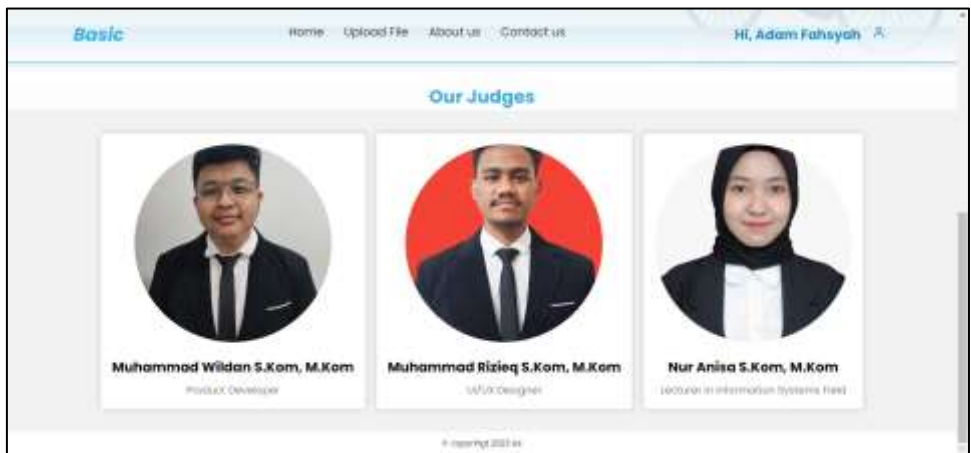 Basic
Home Upload File About us Contact us
Hi, Adam Fahsyah
Our Judges
Muhammad Wildan S.Kom, M.Kom
Product Developer
Muhammad Rizieq S.Kom, M.Kom
UI/UX Designer
Nur Anisa S.Kom, M.Kom
Lecturer in Information Systems Field